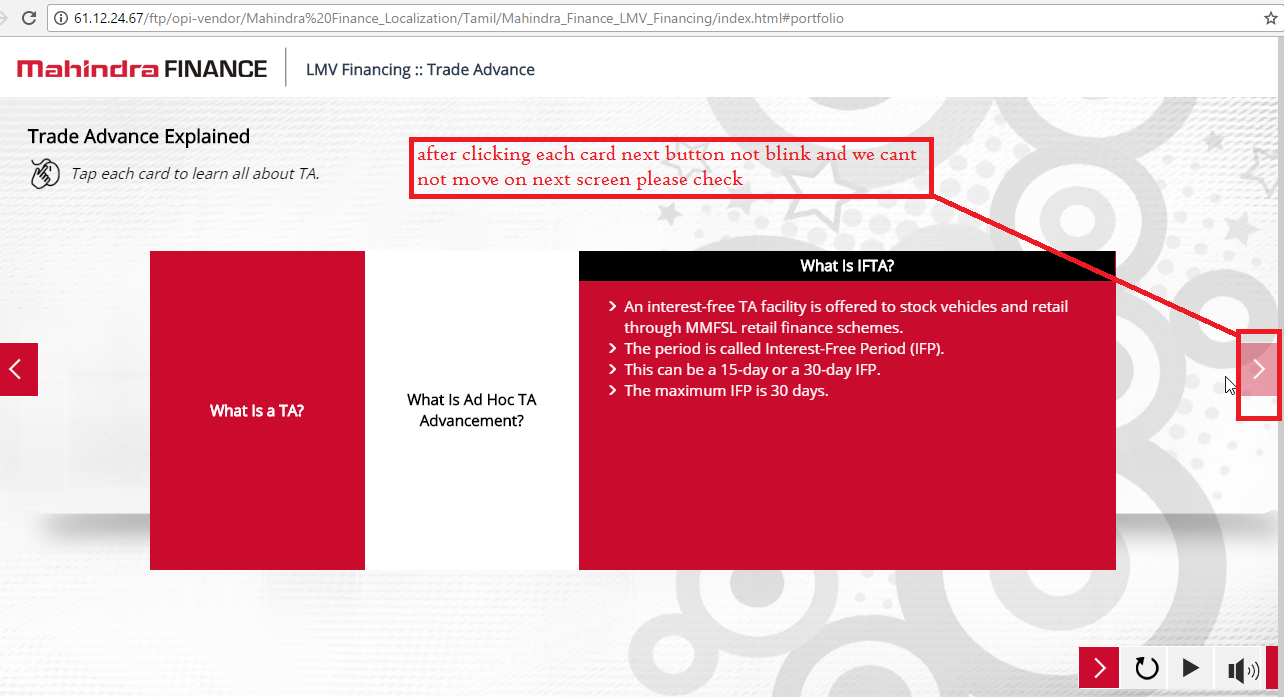 61.12.24.67/ftp/opi-vendor/Mahindra%20Finance_Localization/Tamil/Mahindra_Finance_LMV_Financing/index.html#portfolio
Mahindra FINANCE
LMV Financing :: Trade Advance
Trade Advance Explained
Tap each card to learn all about TA.
after clicking each card next button not blink and we cant
not move on next screen please check
What Is a TA?
What Is Ad Hoc TA
Advancement?
What Is IFTA?
An interest-free TA facility is offered to stock vehicles and retail
through MMFSL retail finance schemes.
The period is called Interest-Free Period (IFP).
This can be a 15-day or a 30-day IFP.
The maximum IFP is 30 days.